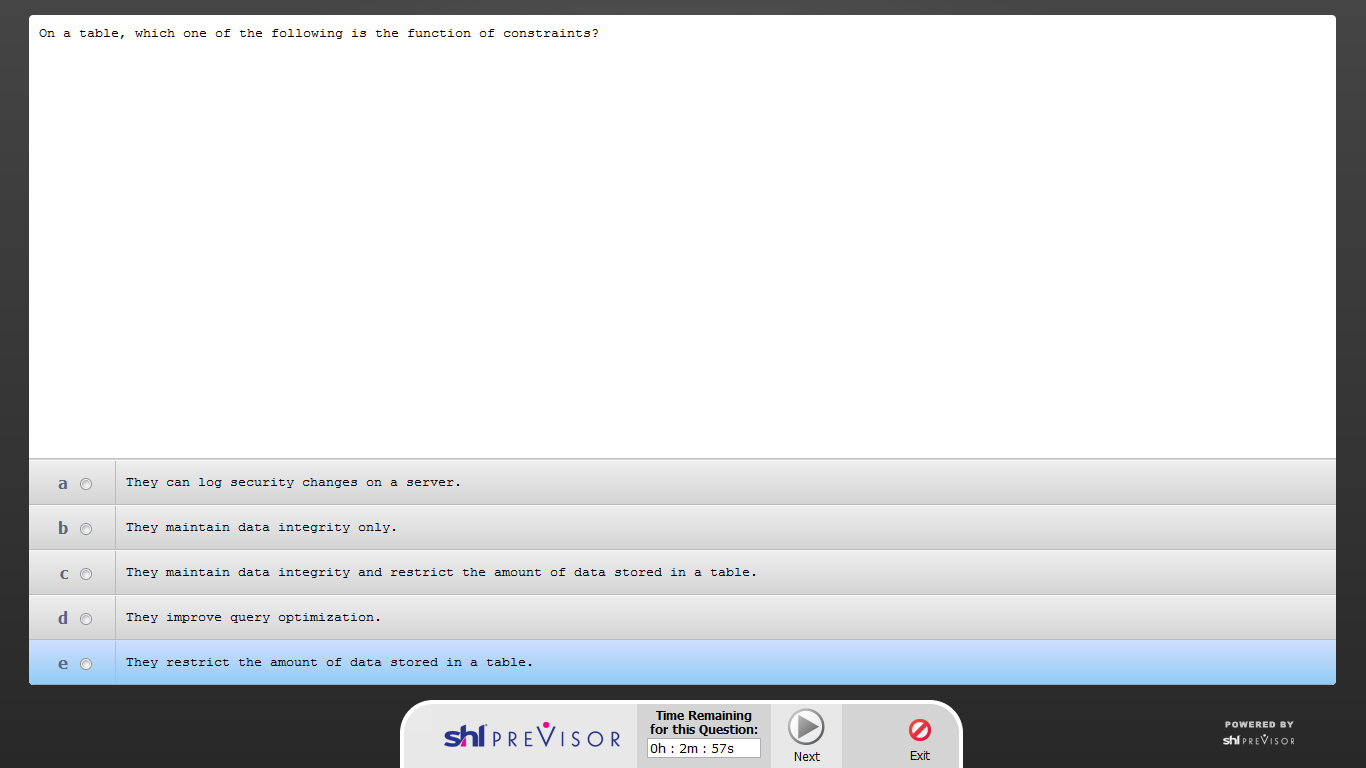 On a table, which one of the following is the function of constraints?
a They can log security changes on a server.
b They maintain data integrity only.
c They maintain data integrity and restrict the amount of data stored in a table.
d They improve query optimization.
e They restrict the amount of data stored in a table.
shl PREVISOR
Time Remaining
for this Question:
0h : 2m : 57s
Next
Exit
POWERED BY
shl PREVISOR